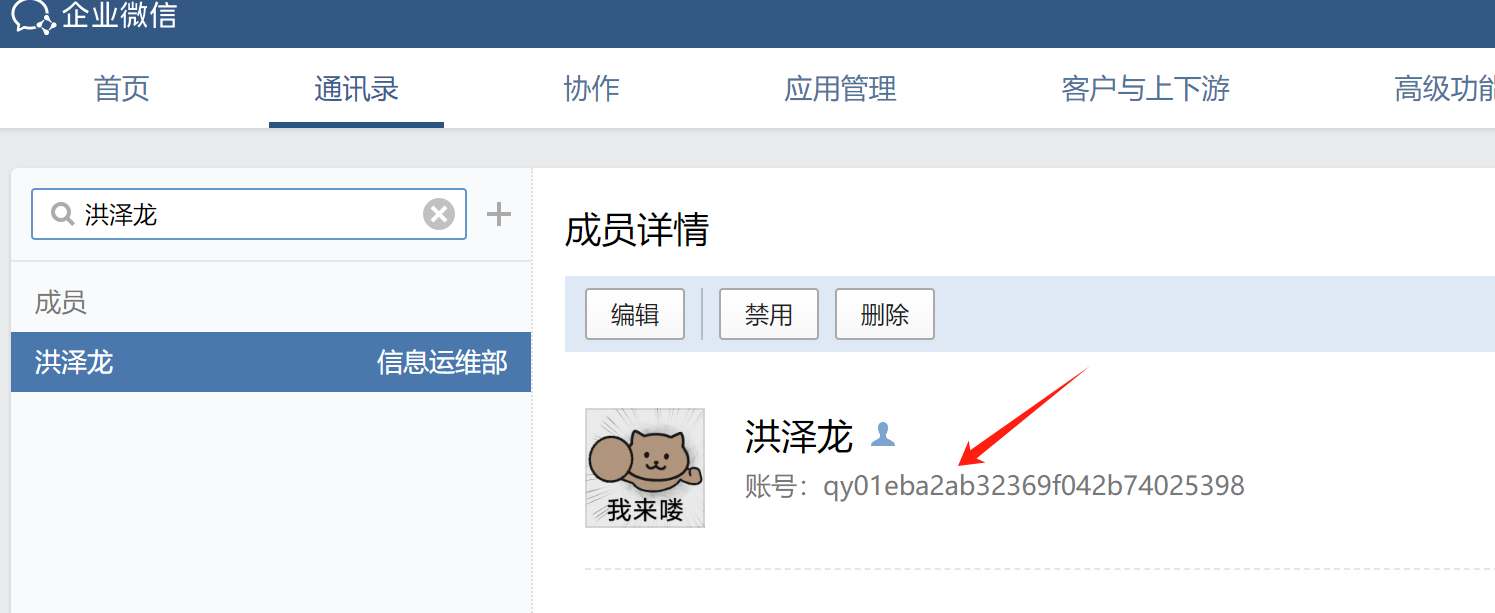 企业微信
首页 通讯录 协作 应用管理 客户与上下游 高级功能
洪泽龙
成员详情
成员
编辑 禁用 删除
洪泽龙 信息运维部
洪泽龙
账号：qy01eba2ab32369f042b74025398
我来喽